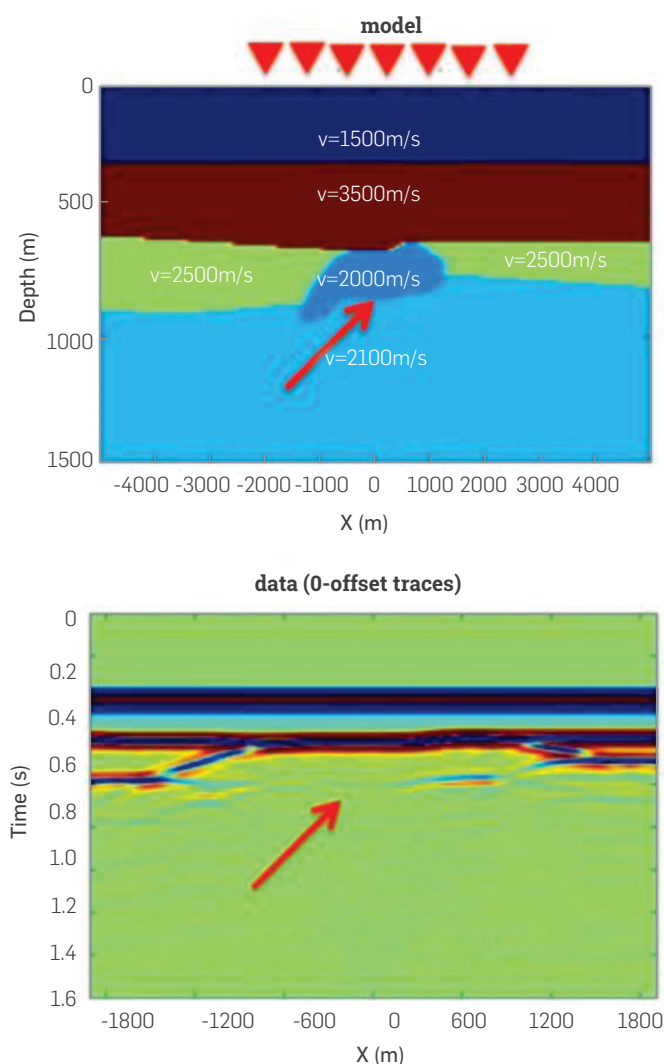 model
0
v=1500m/s
500
v=3500m/s
v=2500m/s v=2000m/s v=2500m/s
Depth (m)
1000
v=2100m/s
1500
-4000 -3000 -2000 -1000 0 1000 2000 3000 4000
X (m)
data (0-offset traces)
0
0.2
0.4
0.6
Time (s)
0.8
1.0
1.2
1.4
1.6
-1800 -1200 -600 0 600 1200 1800
X (m)